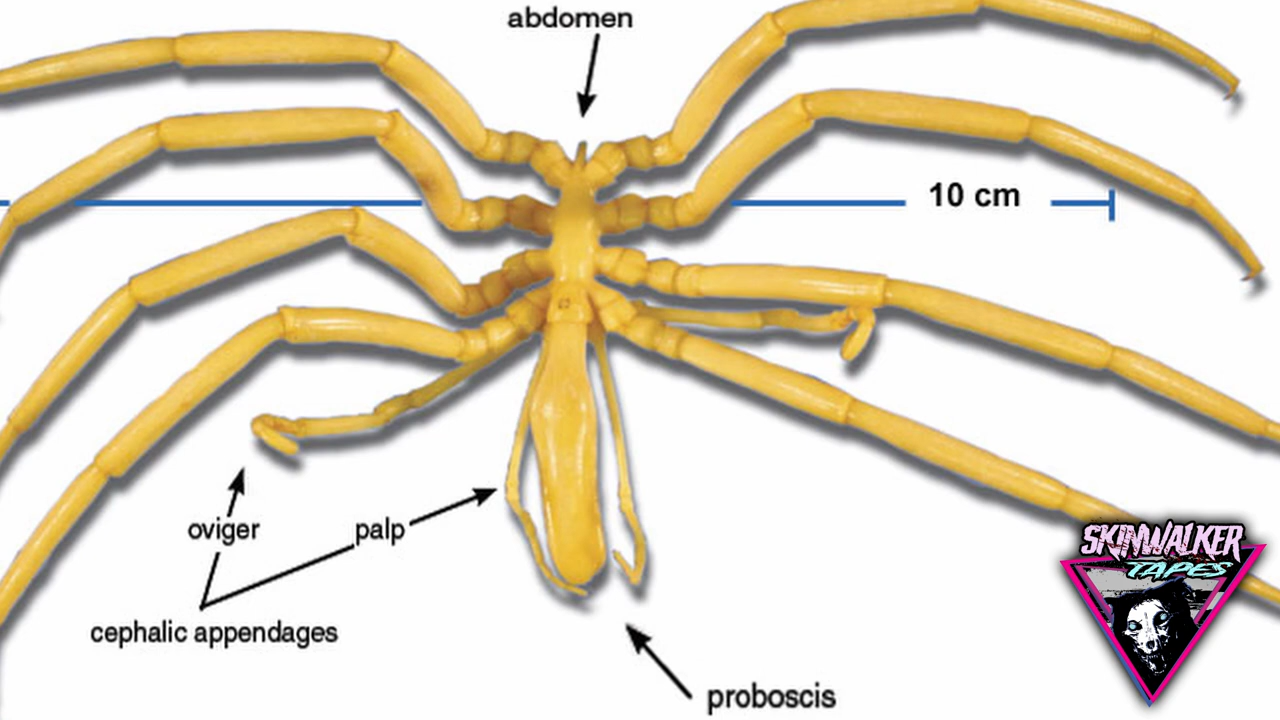 abdomen
10 cm
oviger
palp
cephalic appendages
proboscis
SKINWALKER
TAPES